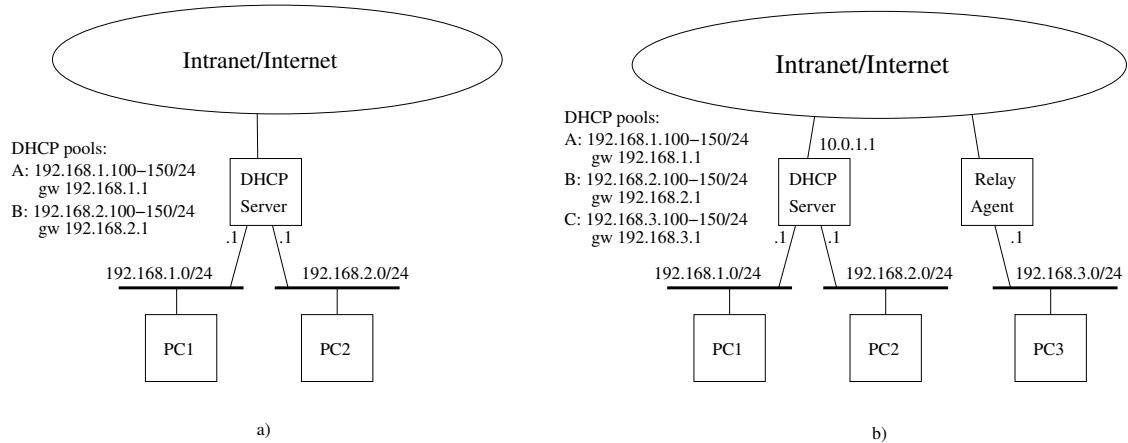 Intranet/Internet
DHCP pools:
A: 192.168.1.100−150/24
gw 192.168.1.1
B: 192.168.2.100−150/24
gw 192.168.2.1
DHCP
Server
.1
.1
192.168.1.0/24
192.168.2.0/24
PC1
PC2
a)
Intranet/Internet
DHCP pools:
A: 192.168.1.100−150/24
gw 192.168.1.1
B: 192.168.2.100−150/24
gw 192.168.2.1
C: 192.168.3.100−150/24
gw 192.168.3.1
10.0.1.1
DHCP
Server
Relay
Agent
.1
.1
.1
192.168.1.0/24
192.168.2.0/24
192.168.3.0/24
PC1
PC2
PC3
b)